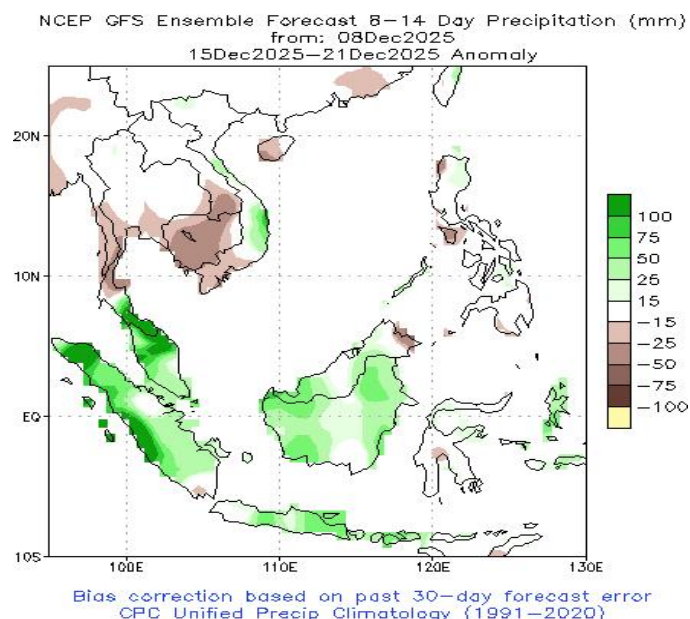 NCEP GFS Ensemble Forecast 8-14 Day Precipitation (mm)
from: 08Dec2025
15Dec2025-21Dec2025 Anomaly
20N
10N
EQ
10S
100E
110E
120E
130E
100
75
50
25
15
-15
-25
-50
-75
-100
Bias correction based on past 30-day forecast error
CPC Unified Precip Climatology (1991-2020)